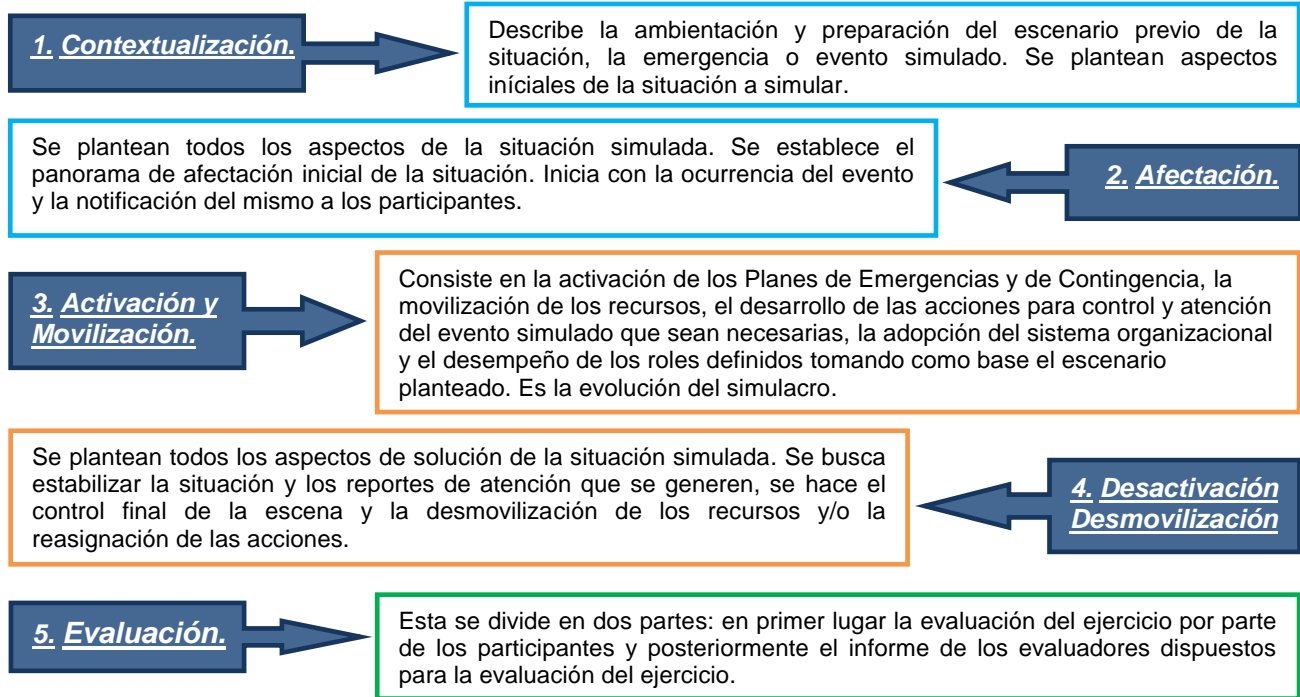 1. Contextualización.
Describe la ambientación y preparación del escenario previo de la
situación, la emergencia o evento simulado. Se plantean aspectos
iníciales de la situación a simular.
Se plantean todos los aspectos de la situación simulada. Se establece el
panorama de afectación inicial de la situación. Inicia con la ocurrencia del evento
y la notificación del mismo a los participantes.
2. Afectación.
3. Activación y
Movilización.
Consiste en la activación de los Planes de Emergencias y de Contingencia, la
movilización de los recursos, el desarrollo de las acciones para control y atención
del evento simulado que sean necesarias, la adopción del sistema organizacional
y el desempeño de los roles definidos tomando como base el escenario
planteado. Es la evolución del simulacro.
Se plantean todos los aspectos de solución de la situación simulada. Se busca
estabilizar la situación y los reportes de atención que se generen, se hace el
control final de la escena y la desmovilización de los recursos y/o la
reasignación de las acciones.
4. Desactivación
Desmovilización
5. Evaluación.
Esta se divide en dos partes: en primer lugar la evaluación del ejercicio por parte
de los participantes y posteriormente el informe de los evaluadores dispuestos
para la evaluación del ejercicio.